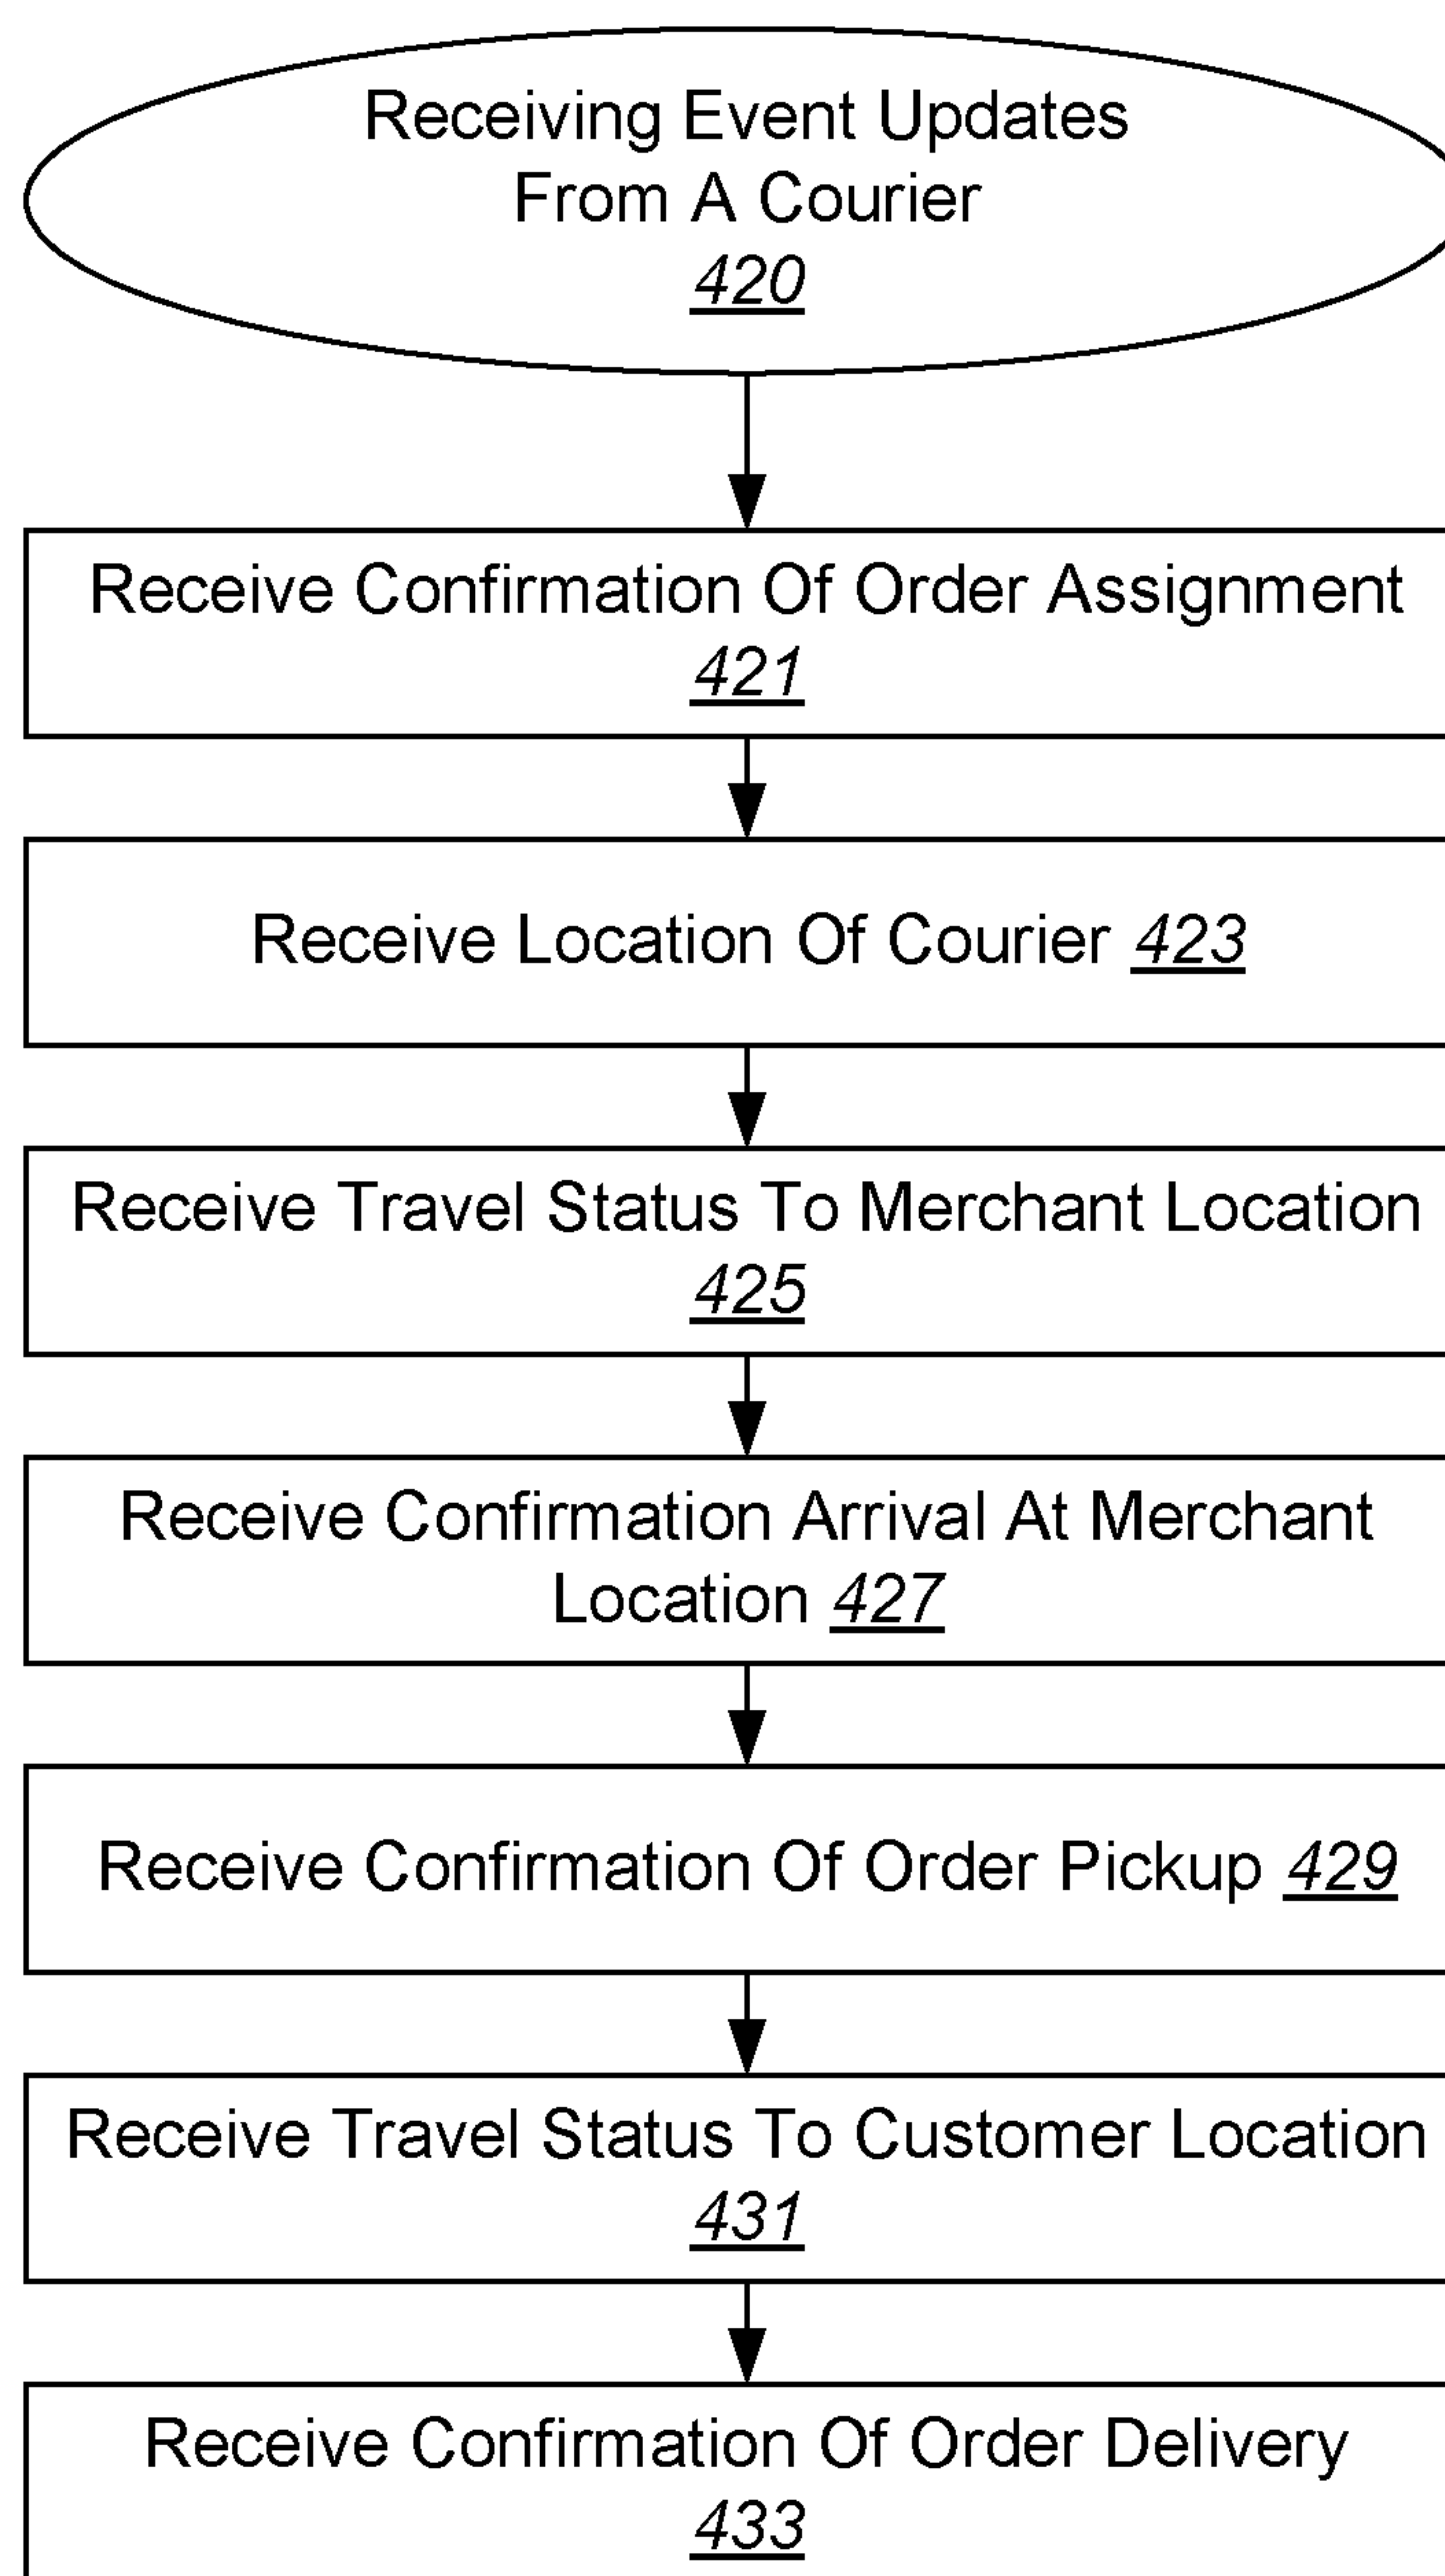 Receiving Event Updates
From A Courier
420
Receive Confirmation Of Order Assignment
421
Receive Location Of Courier 423
Receive Travel Status To Merchant Location
425
Receive Confirmation Arrival At Merchant
Location 427
Receive Confirmation Of Order Pickup 429
Receive Travel Status To Customer Location
431
Receive Confirmation Of Order Delivery
433